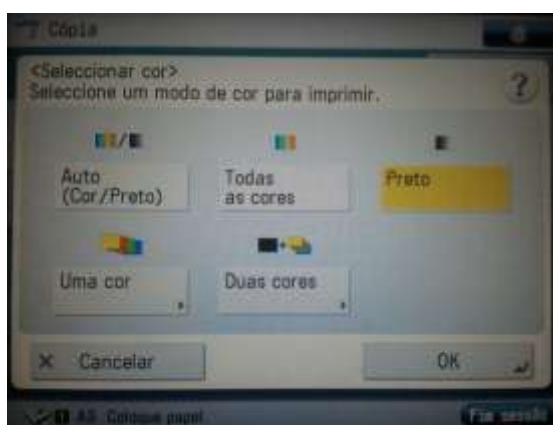 Cópia
<Seleccionar cor>
Seleccione um modo de cor para imprimir.
?
Auto
(Cor/Preto)
Todas
as cores
Preto
Uma cor
Duas cores
× Cancelar
OK
A3 Coloque papel
Fim sessão